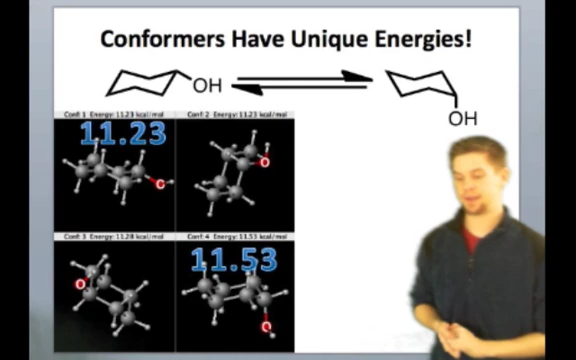 Conformers Have Unique Energies!
OH
OH
Conf: 1 Energy: 11.23 kcal/mol
Conf: 2 Energy: 11.23 kcal/mol
11.23
O
O
Conf: 3 Energy: 11.28 kcal/mol
Conf: 4 Energy: 11.53 kcal/mol
11.53
O
O